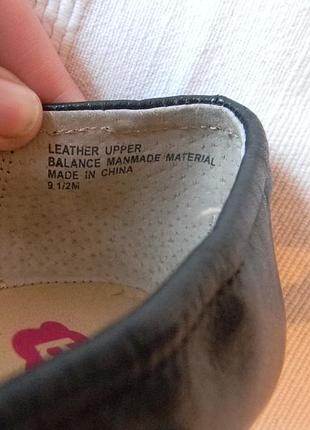 LEATHER UPPER
BALANCE MANMADE MATERIAL
MADE IN CHINA
9 1/2M